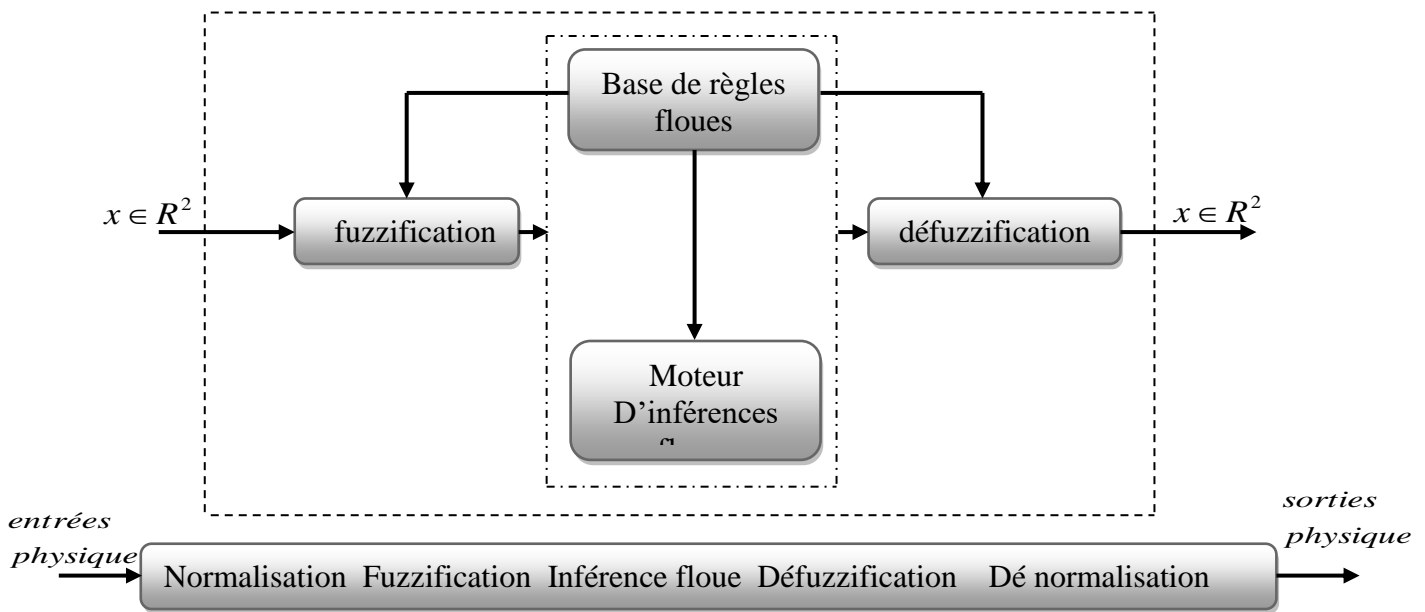 Base de règles
floues
x ∈ R²
fuzzification
défuzzification
x ∈ R²
Moteur
D’inférences
entrées
physique
sorties
physique
Normalisation Fuzzification Inférence floue Défuzzification Dé normalisation